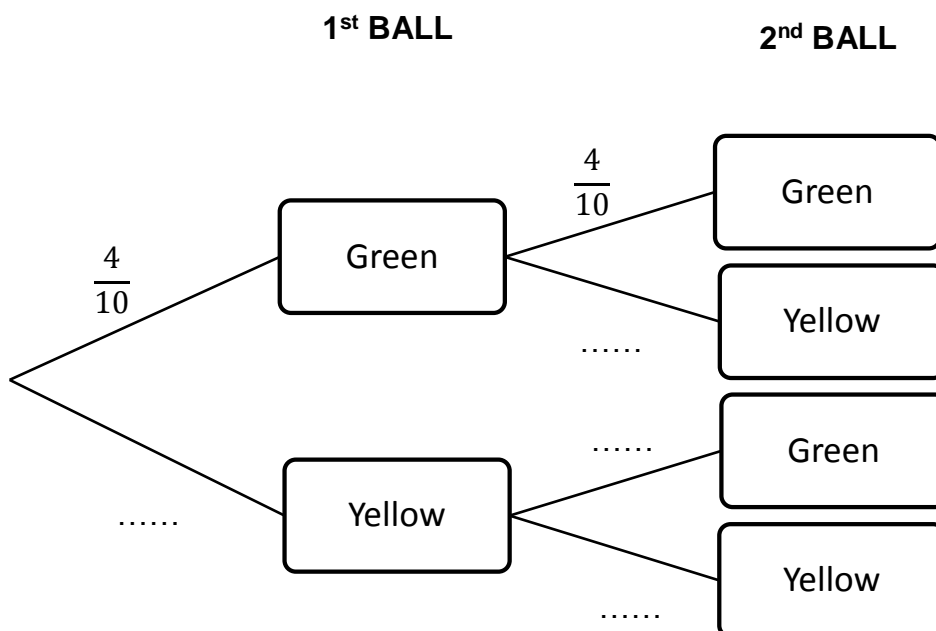 1st BALL
2nd BALL
4/10
4/10
Green
Green
Yellow
......
......
Green
Yellow
......
Yellow
......